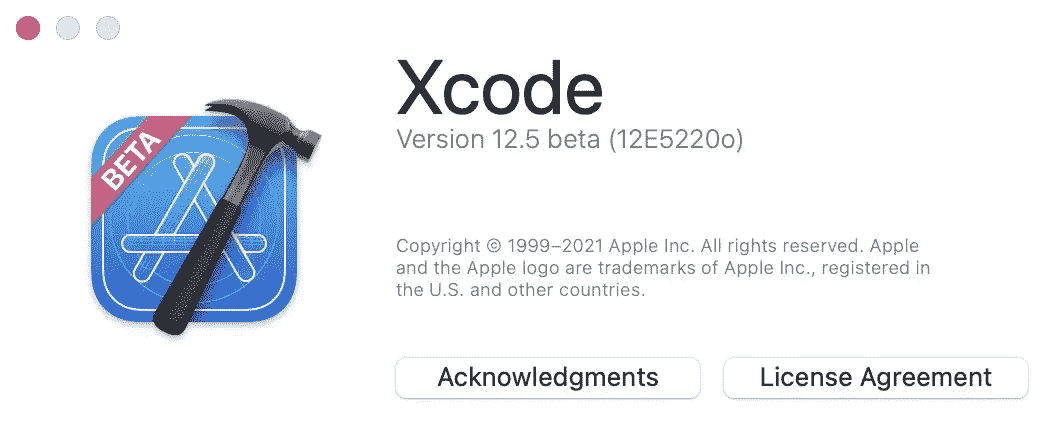 Xcode
BETA
Version 12.5 beta (12E5220o)
Copyright © 1999–2021 Apple Inc. All rights reserved. Apple
and the Apple logo are trademarks of Apple Inc., registered in
the U.S. and other countries.
Acknowledgments
License Agreement